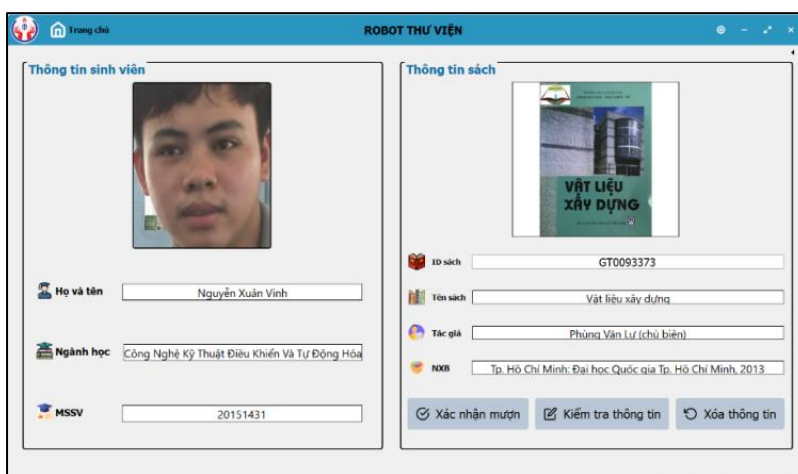 Trang chủ
ROBOT THƯ VIỆN
Thông tin sinh viên
Họ và tên
Nguyễn Xuân Vinh
Ngành học
Công Nghệ Kỹ Thuật Điều Khiển Và Tự Động Hóa
MSSV
20151431
Thông tin sách
VẬT LIỆU
XÂY DỰNG
ID sách
GT0093373
Tên sách
Vật liệu xây dựng
Tác giả
Phùng Văn Lự (chủ biên)
NXB
Tp. Hồ Chí Minh: Đại học Quốc gia Tp. Hồ Chí Minh, 2013
Xác nhận mượn
Kiểm tra thông tin
Xóa thông tin